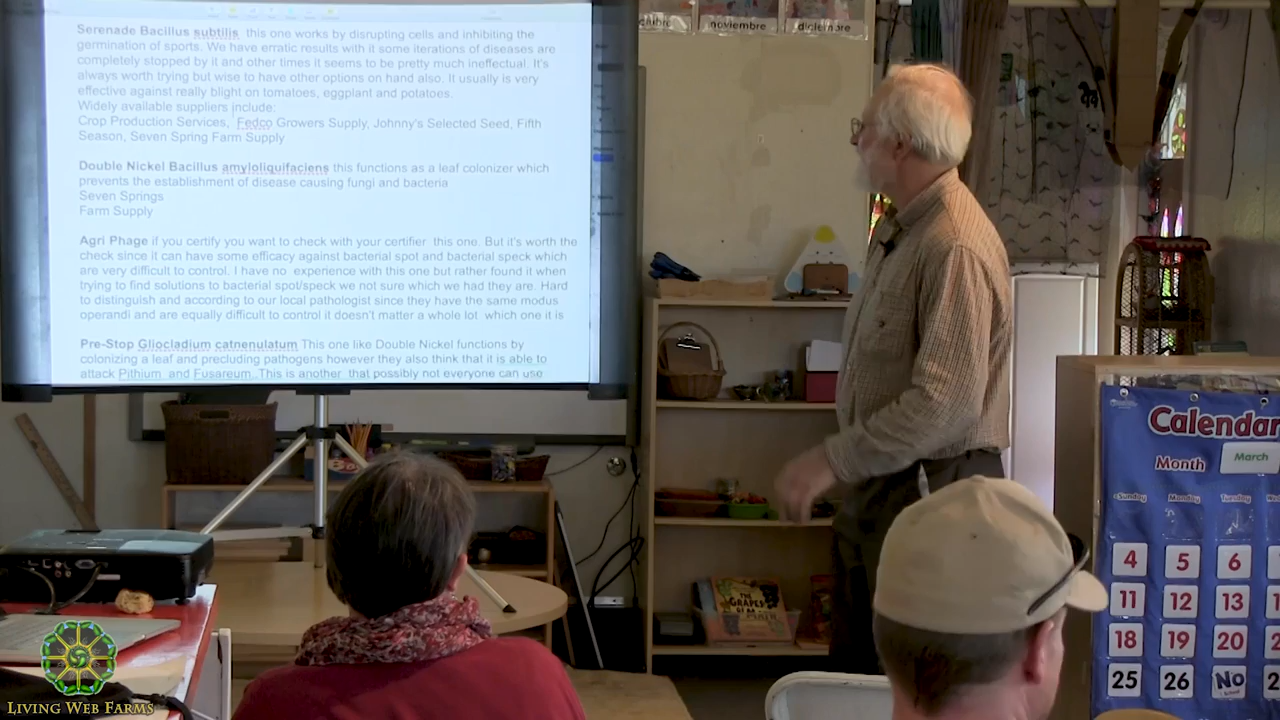 Serenade Bacillus subtilis this one works by disrupting cells and inhibiting the
germination of sports. We have erratic results with it some iterations of diseases are
completely stopped by it and other times it seems to be pretty much ineffectual. It's
always worth trying but wise to have other options on hand also. It usually is very
effective against really blight on tomatoes, eggplant and potatoes.
Widely available suppliers include:
Crop Production Services, Fedco Growers Supply, Johnny's Selected Seed, Fifth
Season, Seven Spring Farm Supply
Double Nickel Bacillus amyloliquifaciens this functions as a leaf colonizer which
prevents the establishment of disease causing fungi and bacteria
Seven Springs
Farm Supply
Agri Phage if you certify you want to check with your certifier this one. But it's worth the
check since it can have some efficacy against bacterial spot and bacterial speck which
are very difficult to control. I have no experience with this one but rather found it when
trying to find solutions to bacterial spot/speck we not sure which we had they are. Hard
to distinguish and according to our local pathologist since they have the same modus
operandi and are equally difficult to control it doesn't matter a whole lot which one it is
Pre-Stop Gliocladium catnenulatum This one like Double Nickel functions by
colonizing a leaf and precluding pathogens however they also think that it is able to
attack Pithium and Fusareum..This is another that possibly not everyone can use
noviembre
diciembre
THE GRAPES OF MATH
Calendar
Month March
Sunday Monday Tuesday
4 5 6
11 12 13
18 19 20
25 26 No
LIVING WEB FARMS